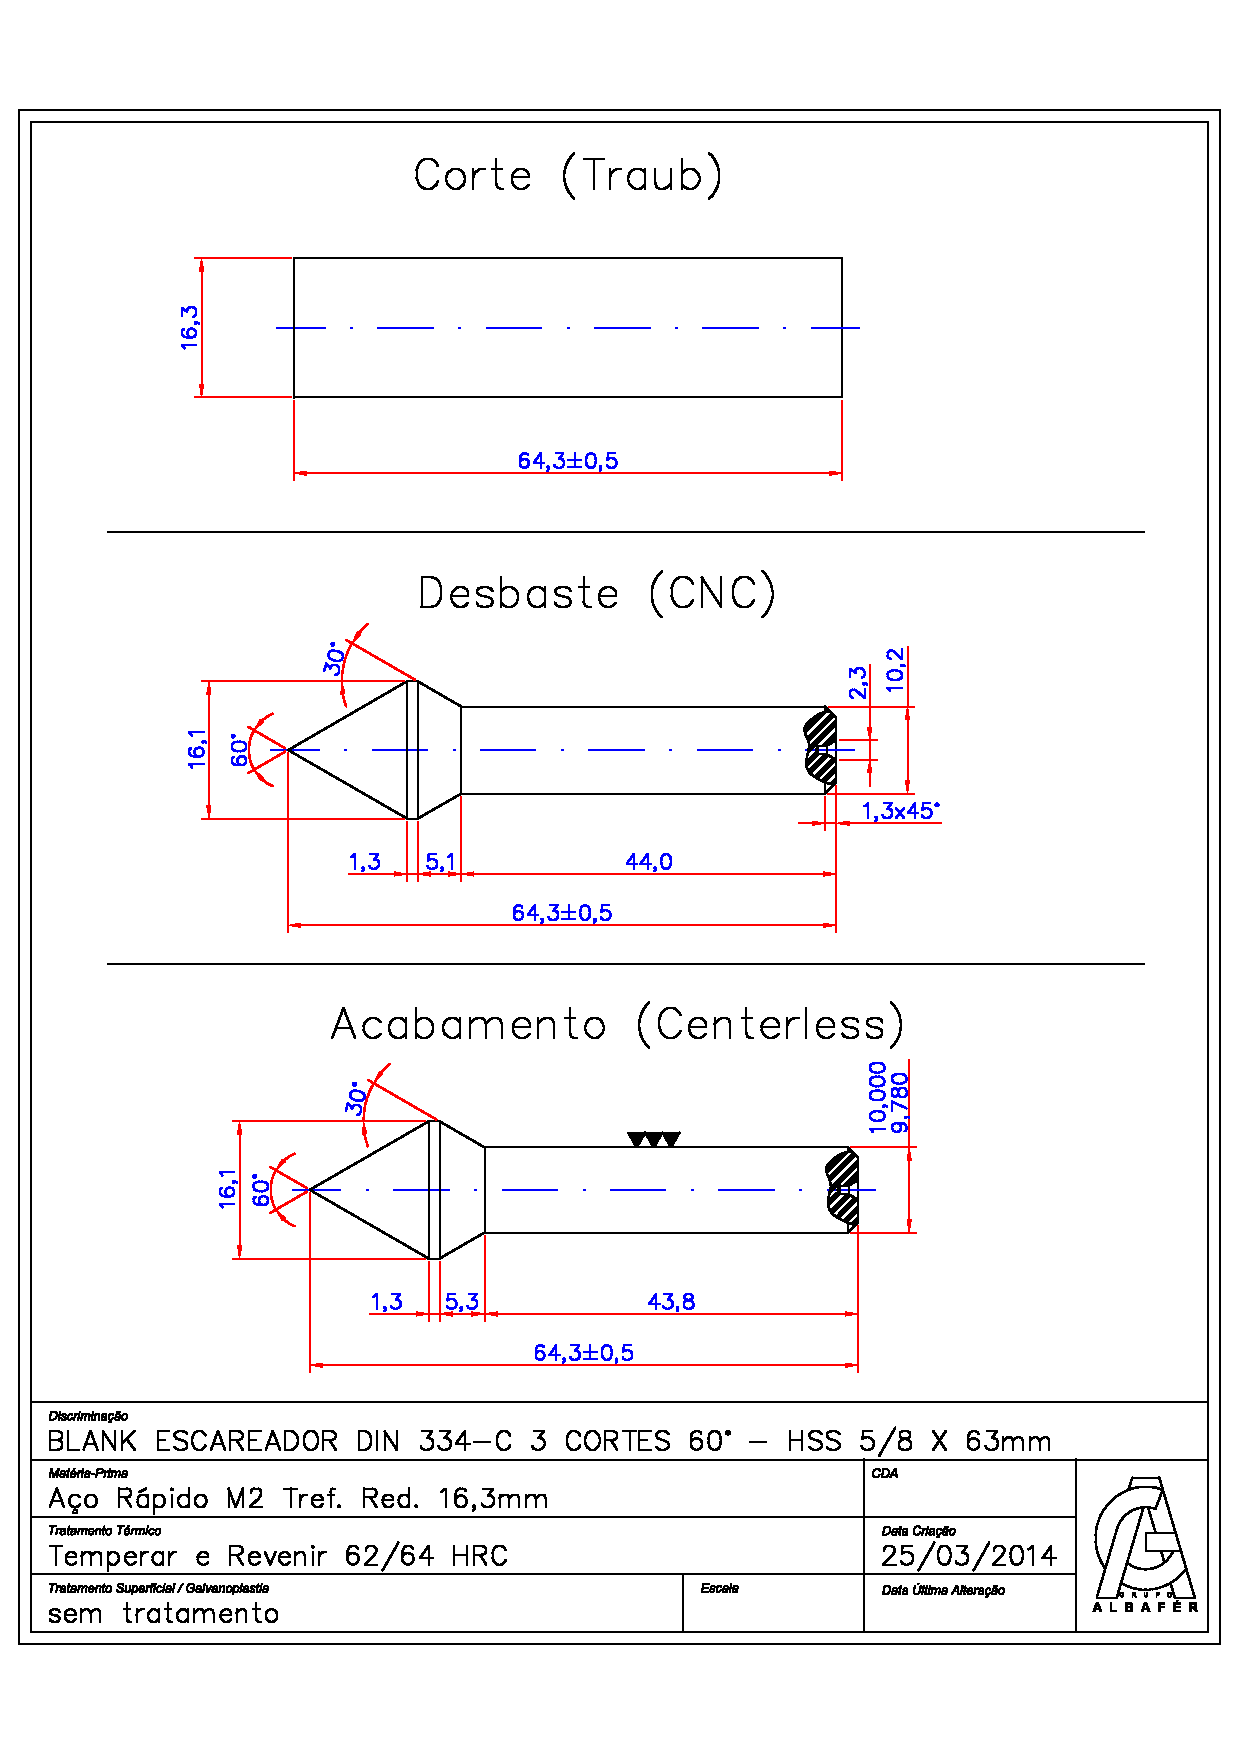 Corte (Traub)
16,3
64,3±0,5
Desbaste (CNC)
30°
60°
16,1
2,3
10,2
1,3x45°
1,3
5,1
44,0
64,3±0,5
Acabamento (Centerless)
30°
60°
16,1
10,000
9,780
1,3
5,3
43,8
64,3±0,5
Discriminação
BLANK ESCAREADOR DIN 334-C 3 CORTES 60° - HSS 5/8 X 63mm
Matéria-Prima
Aço Rápido M2 Tref. Red. 16,3mm
CDA
Tratamento Térmico
Temperar e Revenir 62/64 HRC
Data Criação
25/03/2014
Tratamento Superficial / Galvanoplastia
sem tratamento
Escala
Data Última Alteração
GRUPO
ALBAFÉR